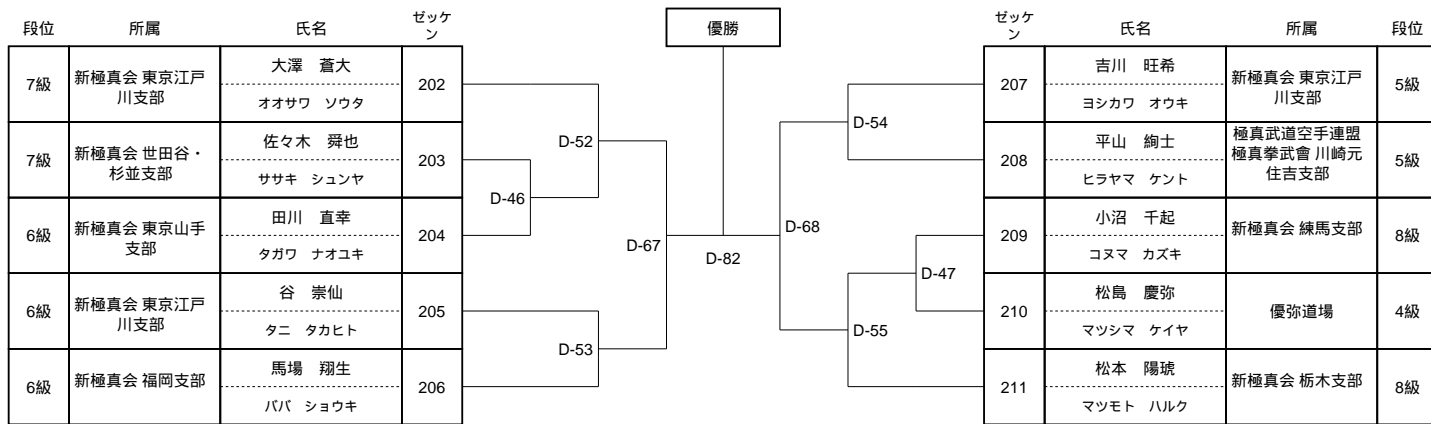 段位 所属 氏名 ゼッケ
ン
7級 新極真会 東京江戸
川支部 大澤 蒼大
オオサワ ソウタ 202
7級 新極真会 世田谷・
杉並支部 佐々木 舜也
ササキ シュンヤ 203
6級 新極真会 東京山手
支部 田川 直幸
タガワ ナオユキ 204
6級 新極真会 東京江戸
川支部 谷 崇仙
タニ タカヒト 205
6級 新極真会 福岡支部 馬場 翔生
ババ ショウキ 206
D-46
D-52
D-53
D-67
優勝
D-82
D-68
D-54
D-47
D-55
ゼッケ
ン 氏名 所属 段位
207 吉川 旺希
ヨシカワ オウキ 新極真会 東京江戸
川支部 5級
208 平山 絢士
ヒラヤマ ケント 極真武道空手連盟
極真拳武會 川崎元
住吉支部 5級
209 小沼 千起
コヌマ カズキ 新極真会 練馬支部 8級
210 松島 慶弥
マツシマ ケイヤ 優弥道場 4級
211 松本 陽琥
マツモト ハルク 新極真会 栃木支部 8級